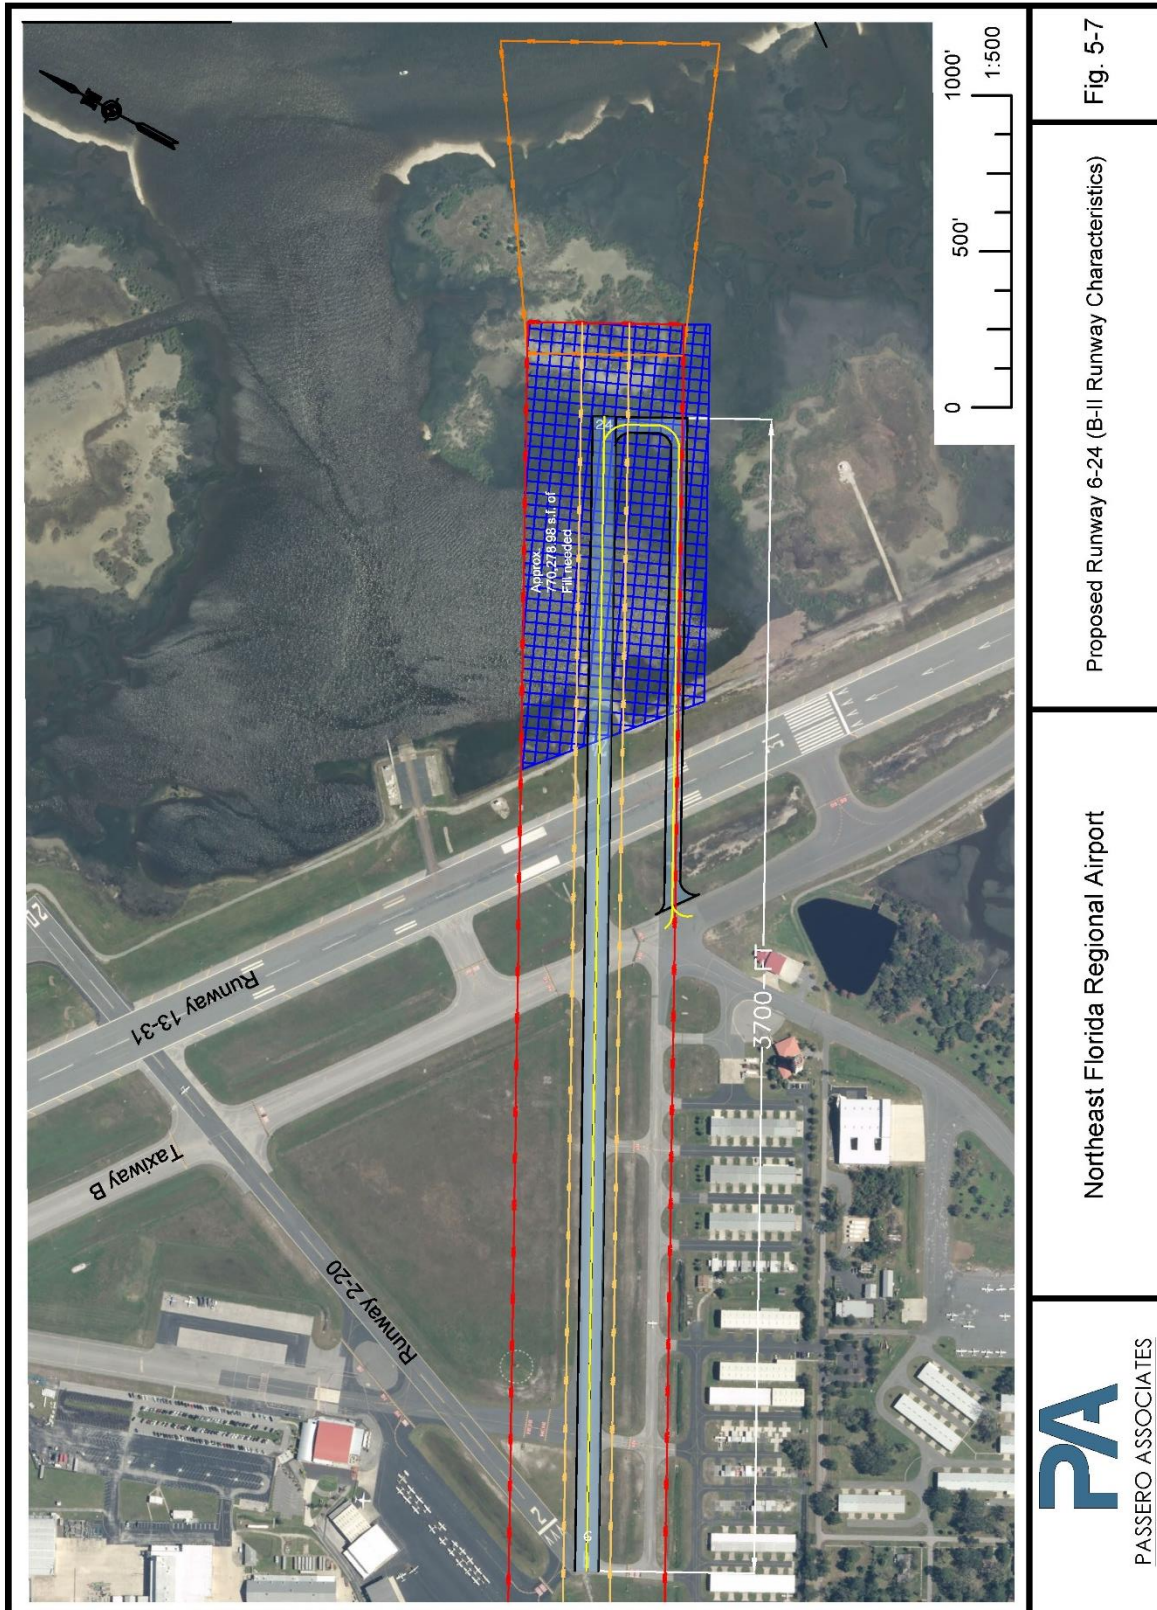 Fig. 5-7
Proposed Runway 6-24 (B-II Runway Characteristics)
Northeast Florida Regional Airport
PA
PASSERO ASSOCIATES
0
500'
1000'
1:500
24
Approx.
770,278.98 s.f. of
Fill needed
3700-FT
31
20
Runway 13-31
Taxiway B
Runway 2-20
2
6